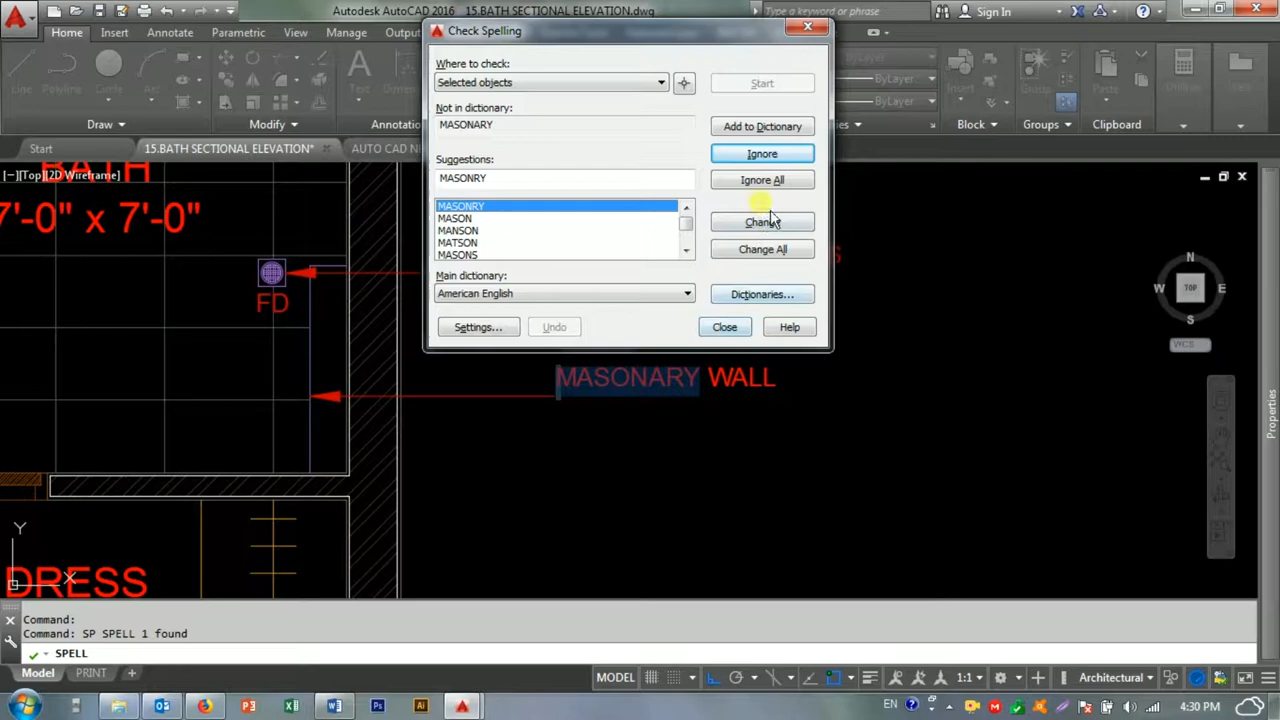 Autodesk AutoCAD 2016 15.BATH SECTIONAL ELEVATION.dwg
Type a keyword or phrase
Sign In
Home Insert Annotate Parametric View Manage Output
Line Polyline Circle Arc
Text
ByLayer
ByLayer
Insert
Paste
Draw
Modify
Annotation
Block
Groups
Clipboard
Start
15.BATH SECTIONAL ELEVATION*
[−][Top][2D Wireframe]
BATH
7'-0" x 7'-0"
FD
Check Spelling
Where to check:
Selected objects
Start
Not in dictionary:
MASONARY
Add to Dictionary
Suggestions:
Ignore
MASONRY
Ignore All
MASONRY
MASON
Change
MANSON
MATSON
Change All
MASONS
Main dictionary:
American English
Dictionaries...
Settings...
Undo
Close
Help
N
W TOP E
S
WCS
MASONARY WALL
Properties
Y
X
DRESS
Command:
Command: SP SPELL 1 found
SPELL
Model PRINT +
MODEL
1:1
Architectural
EN
4:30 PM